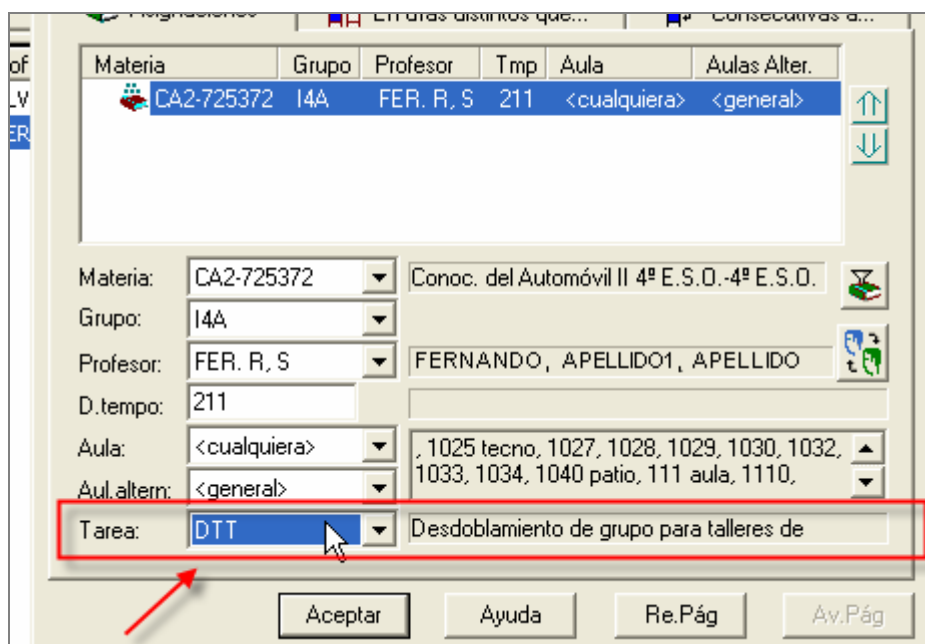 Asignaciones En días distintos que... Consecutivas a...
of Materia Grupo Profesor Tmp Aula Aulas Alter.
LV CA2-725372 I4A FER. R, S 211 <cualquiera> <general>
ER
Materia: CA2-725372 Conoc. del Automóvil II 4ª E.S.O.-4ª E.S.O.
Grupo: I4A
Profesor: FER. R, S FERNANDO, APELLIDO1, APELLIDO
D.tempo: 211
Aula: <cualquiera> , 1025 tecno, 1027, 1028, 1029, 1030, 1032,
1033, 1034, 1040 patio, 111 aula, 1110,
Aul.altern: <general>
Tarea: DTT Desdoblamiento de grupo para talleres de
Aceptar Ayuda Re.Pág Av.Pág